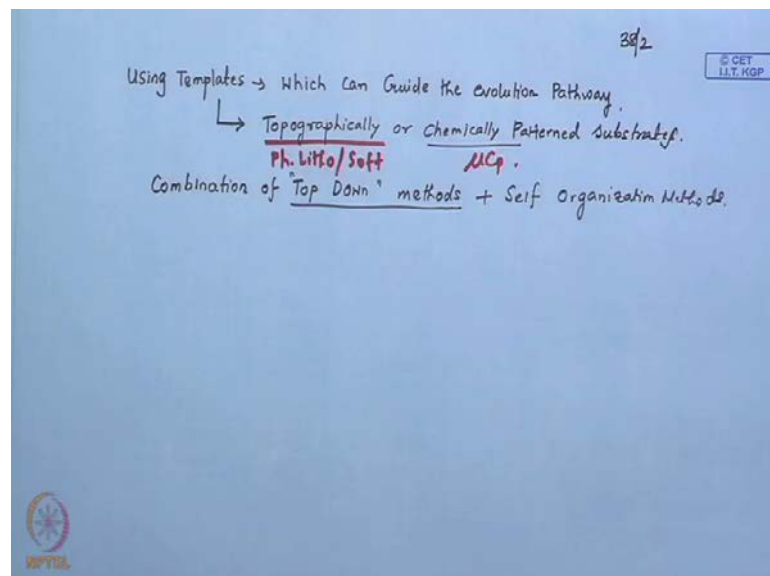 38/2
© CET
I.I.T. KGP
Using Templates → Which Can Guide the evolution Pathway.
↳ Topographically or Chemically Patterned Substrates.
Ph. Litho/Soft μCP.
Combination of "Top Down" methods + Self Organization Methods.
NPTEL